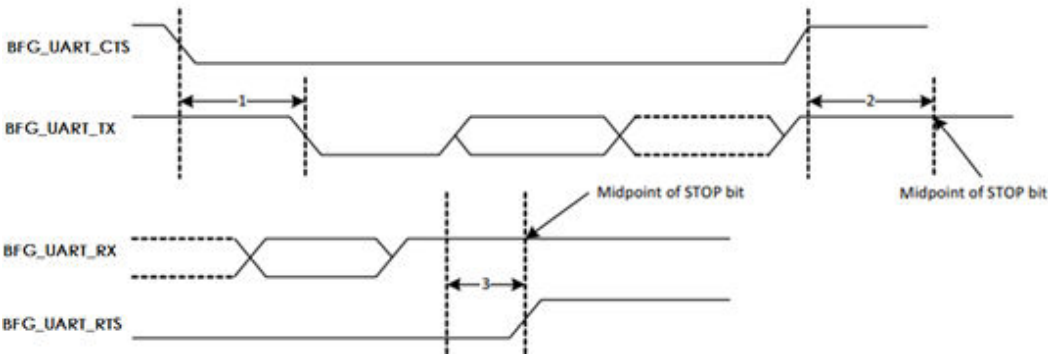 BFG_UART_CTS
1
2
BFG_UART_TX
Midpoint of STOP bit
Midpoint of STOP bit
BFG_UART_RX
3
BFG_UART_RTS